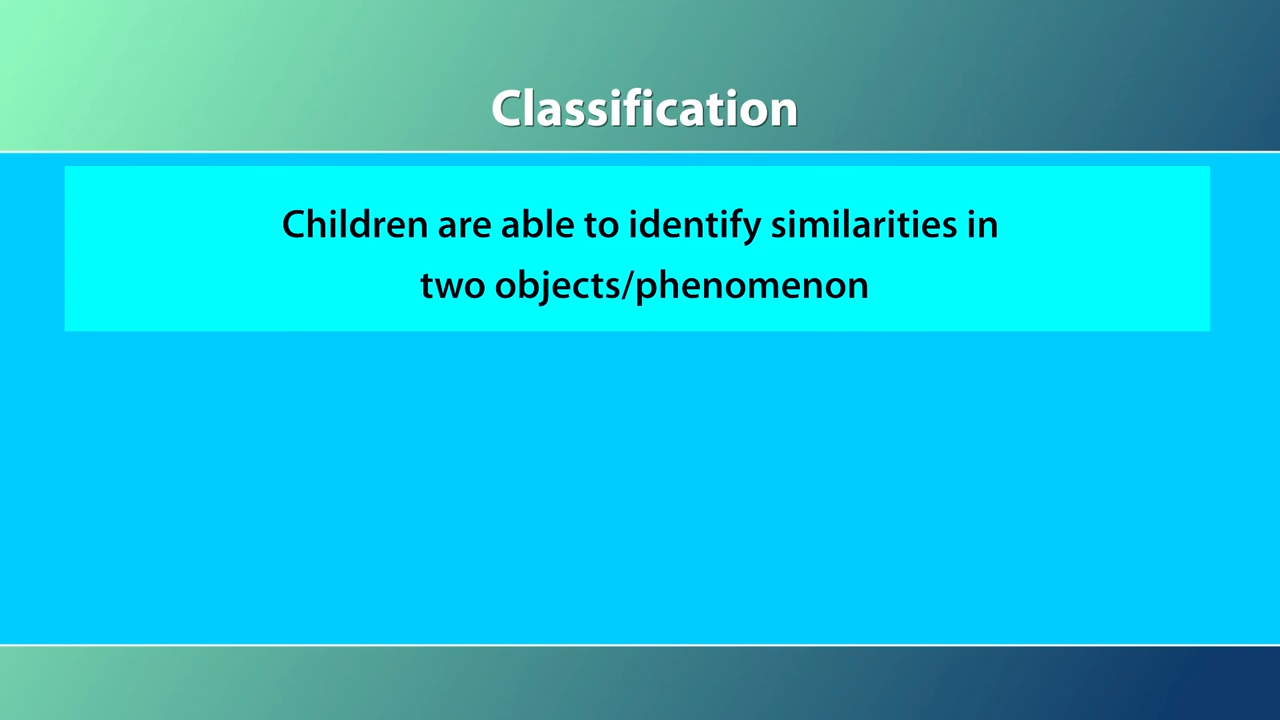 Classification
Children are able to identify similarities in
two objects/phenomenon